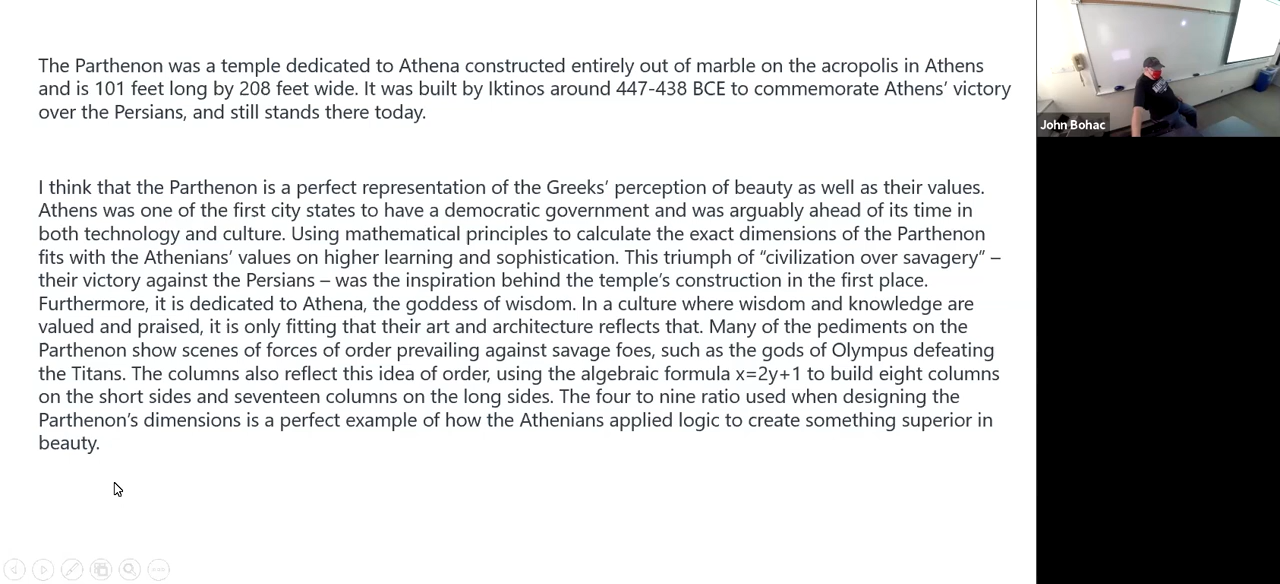 The Parthenon was a temple dedicated to Athena constructed entirely out of marble on the acropolis in Athens
and is 101 feet long by 208 feet wide. It was built by Iktinos around 447-438 BCE to commemorate Athens’ victory
over the Persians, and still stands there today.
I think that the Parthenon is a perfect representation of the Greeks’ perception of beauty as well as their values.
Athens was one of the first city states to have a democratic government and was arguably ahead of its time in
both technology and culture. Using mathematical principles to calculate the exact dimensions of the Parthenon
fits with the Athenians’ values on higher learning and sophistication. This triumph of “civilization over savagery” –
their victory against the Persians – was the inspiration behind the temple’s construction in the first place.
Furthermore, it is dedicated to Athena, the goddess of wisdom. In a culture where wisdom and knowledge are
valued and praised, it is only fitting that their art and architecture reflects that. Many of the pediments on the
Parthenon show scenes of forces of order prevailing against savage foes, such as the gods of Olympus defeating
the Titans. The columns also reflect this idea of order, using the algebraic formula x=2y+1 to build eight columns
on the short sides and seventeen columns on the long sides. The four to nine ratio used when designing the
Parthenon’s dimensions is a perfect example of how the Athenians applied logic to create something superior in
beauty.
John Bohac